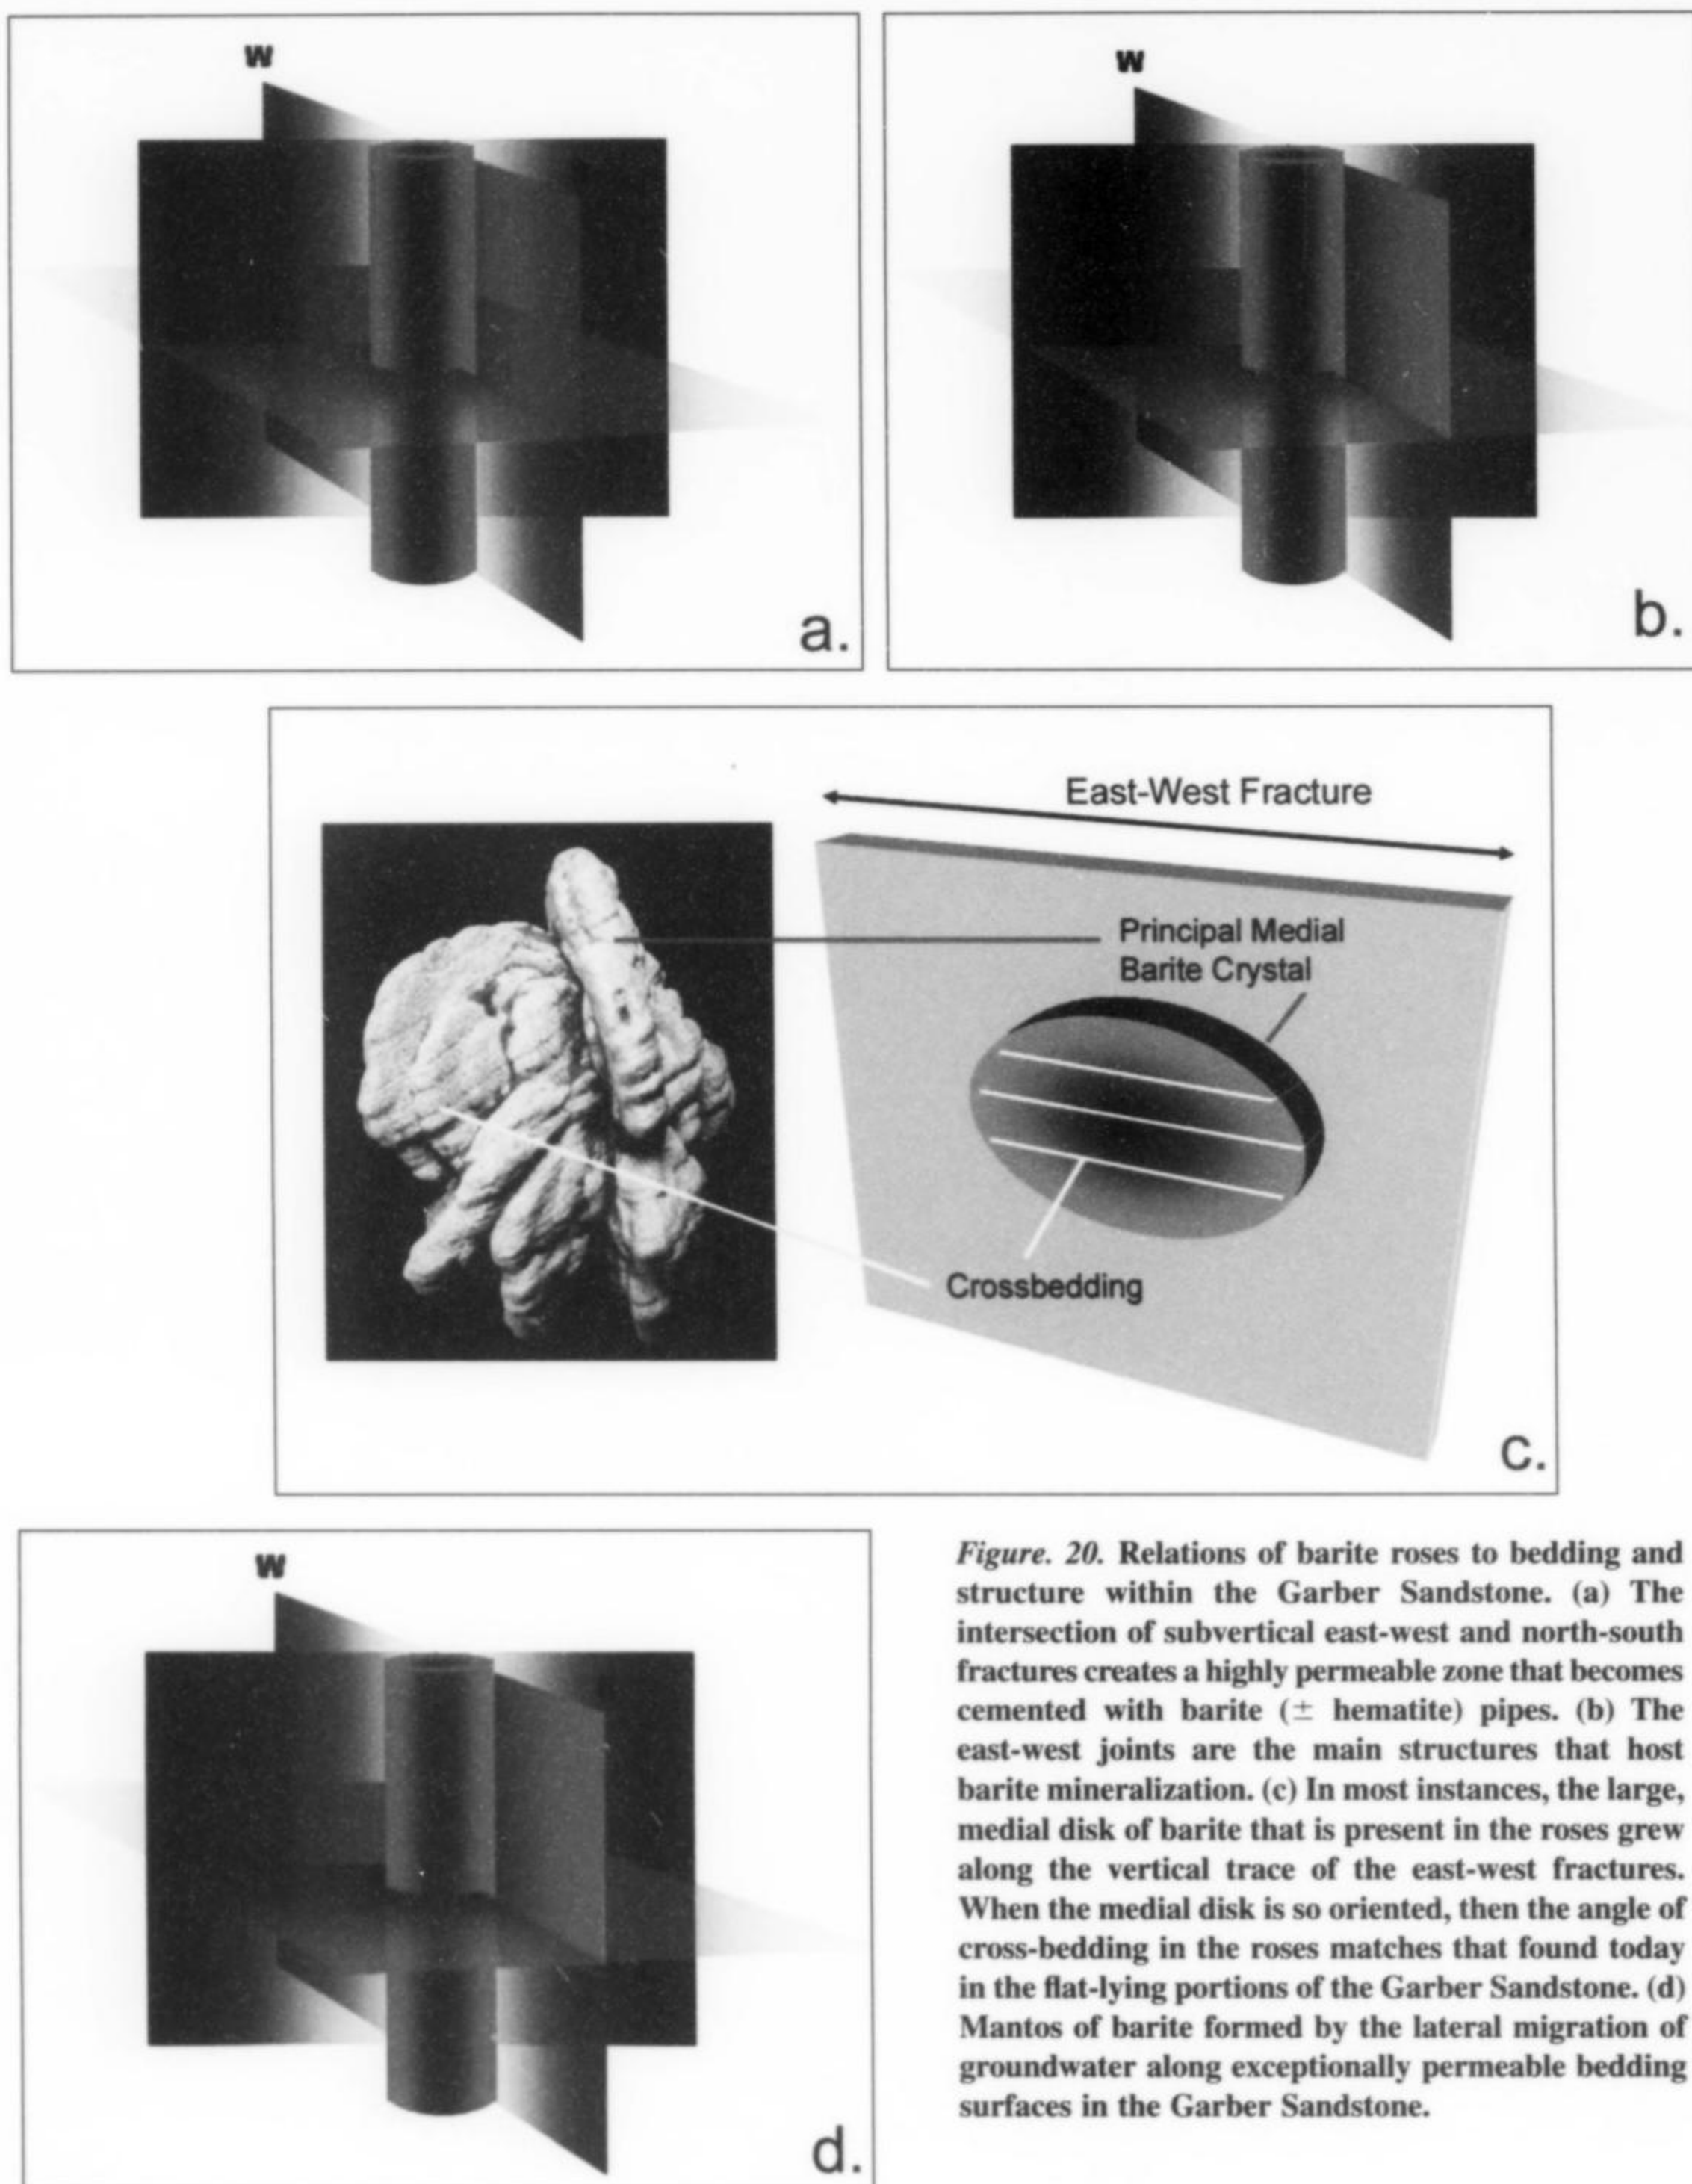 W
a.
W
b.
East-West Fracture
Principal Medial
Barite Crystal
Crossbedding
c.
W
d.
Figure. 20. Relations of barite roses to bedding and
structure within the Garber Sandstone. (a) The
intersection of subvertical east-west and north-south
fractures creates a highly permeable zone that becomes
cemented with barite (± hematite) pipes. (b) The
east-west joints are the main structures that host
barite mineralization. (c) In most instances, the large,
medial disk of barite that is present in the roses grew
along the vertical trace of the east-west fractures.
When the medial disk is so oriented, then the angle of
cross-bedding in the roses matches that found today
in the flat-lying portions of the Garber Sandstone. (d)
Mantos of barite formed by the lateral migration of
groundwater along exceptionally permeable bedding
surfaces in the Garber Sandstone.